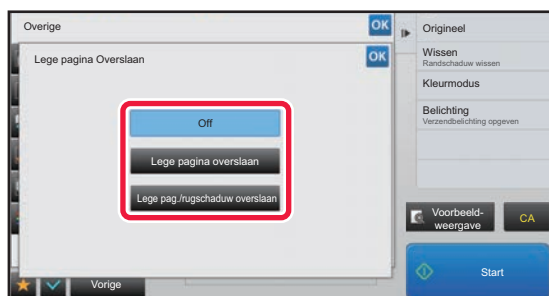 Overige
OK
Lege pagina Overslaan
OK
Off
Lege pagina overslaan
Lege pag./rugschaduw overslaan
Vorige
Origineel
Wissen
Randschaduw wissen
Kleurmodus
Belichting
Verzendbelichting opgeven
Voorbeeld-
weergave
CA
Start